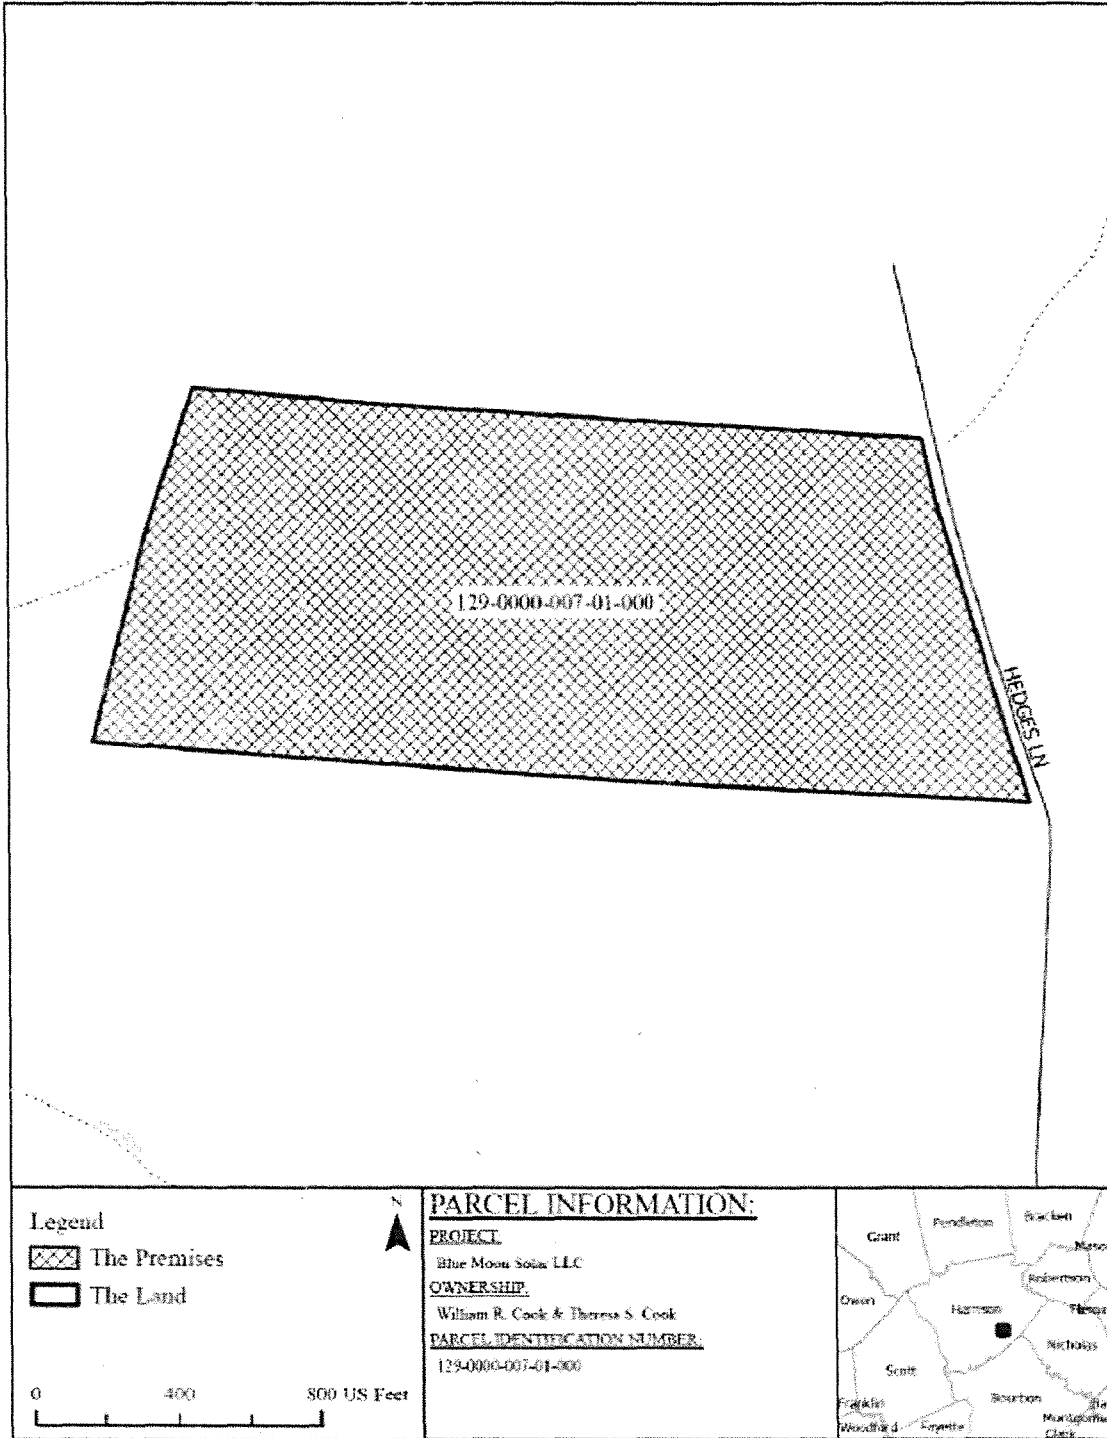 129-0000-007-01-000
HEDGES LN
Legend
The Premises
The Land
N
0 400 800 US Feet
PARCEL INFORMATION:
PROJECT:
Blue Moon Solar LLC
OWNERSHIP:
William R. Cook & Theresa S. Cook
PARCEL IDENTIFICATION NUMBER:
129-0000-007-01-000
Grant
Pendleton
Bracken
Robertson
Owen
Harrison
Nicholas
Scott
Bourbon
Franklin
Woodford
Fayette
Clark